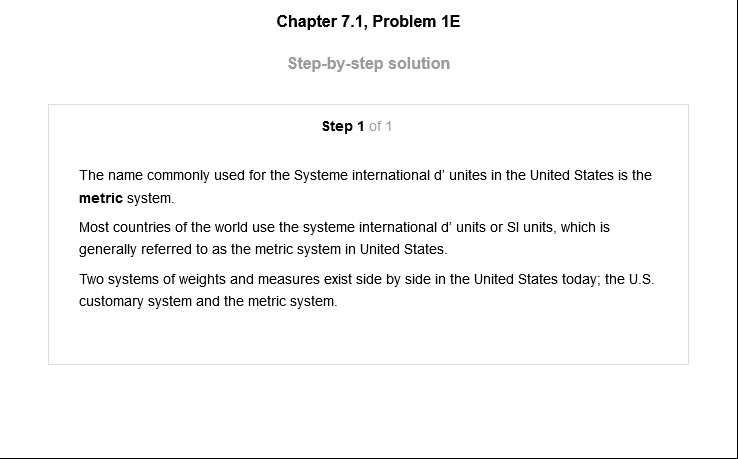 Chapter 7.1, Problem 1E
Step-by-step solution
Step 1 of 1
The name commonly used for the Systeme international d' unites in the United States is the
metric system.
Most countries of the world use the systeme international d' units or SI units, which is
generally referred to as the metric system in United States.
Two systems of weights and measures exist side by side in the United States today; the U.S.
customary system and the metric system.